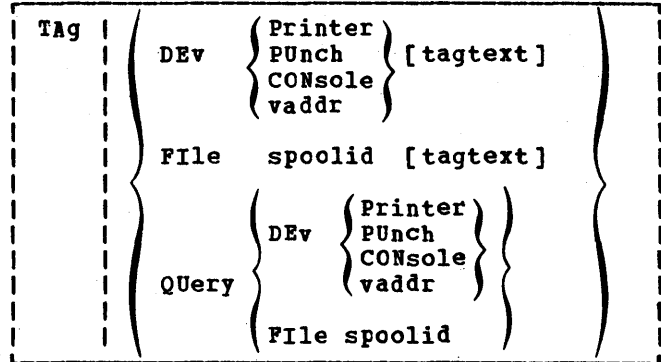 TAg
DEv
Printer
PUnch
CONsole
vaddr
[tagtext]
FIle spoolid [tagtext]
QUery
DEv
Printer
PUnch
CONsole
vaddr
FIle spoolid